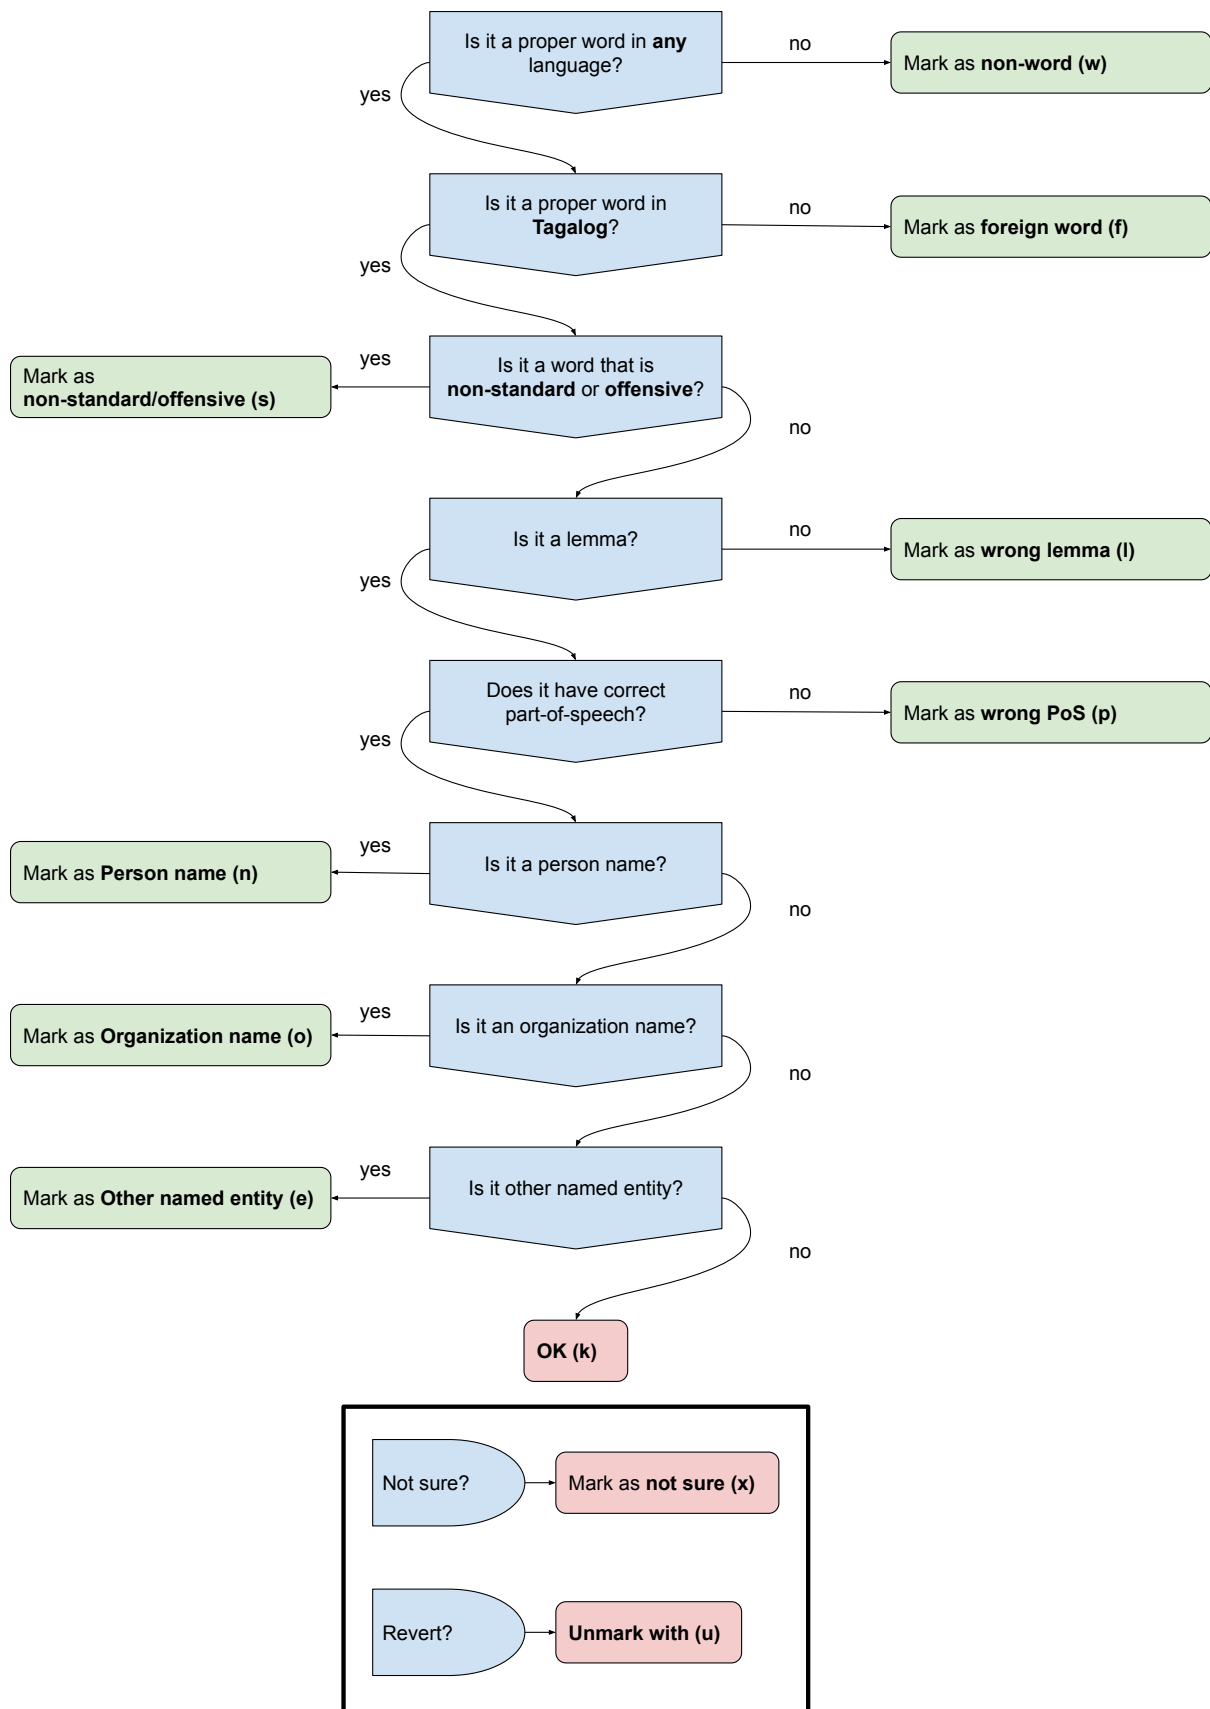 Is it a proper word in any
language?
no
Mark as non-word (w)
yes
Is it a proper word in
Tagalog?
no
Mark as foreign word (f)
yes
Is it a word that is
non-standard or offensive?
yes
Mark as
non-standard/offensive (s)
no
Is it a lemma?
no
Mark as wrong lemma (l)
yes
Does it have correct
part-of-speech?
no
Mark as wrong PoS (p)
yes
Is it a person name?
yes
Mark as Person name (n)
no
Is it an organization name?
yes
Mark as Organization name (o)
no
Is it other named entity?
yes
Mark as Other named entity (e)
no
OK (k)
Not sure?
Mark as not sure (x)
Revert?
Unmark with (u)